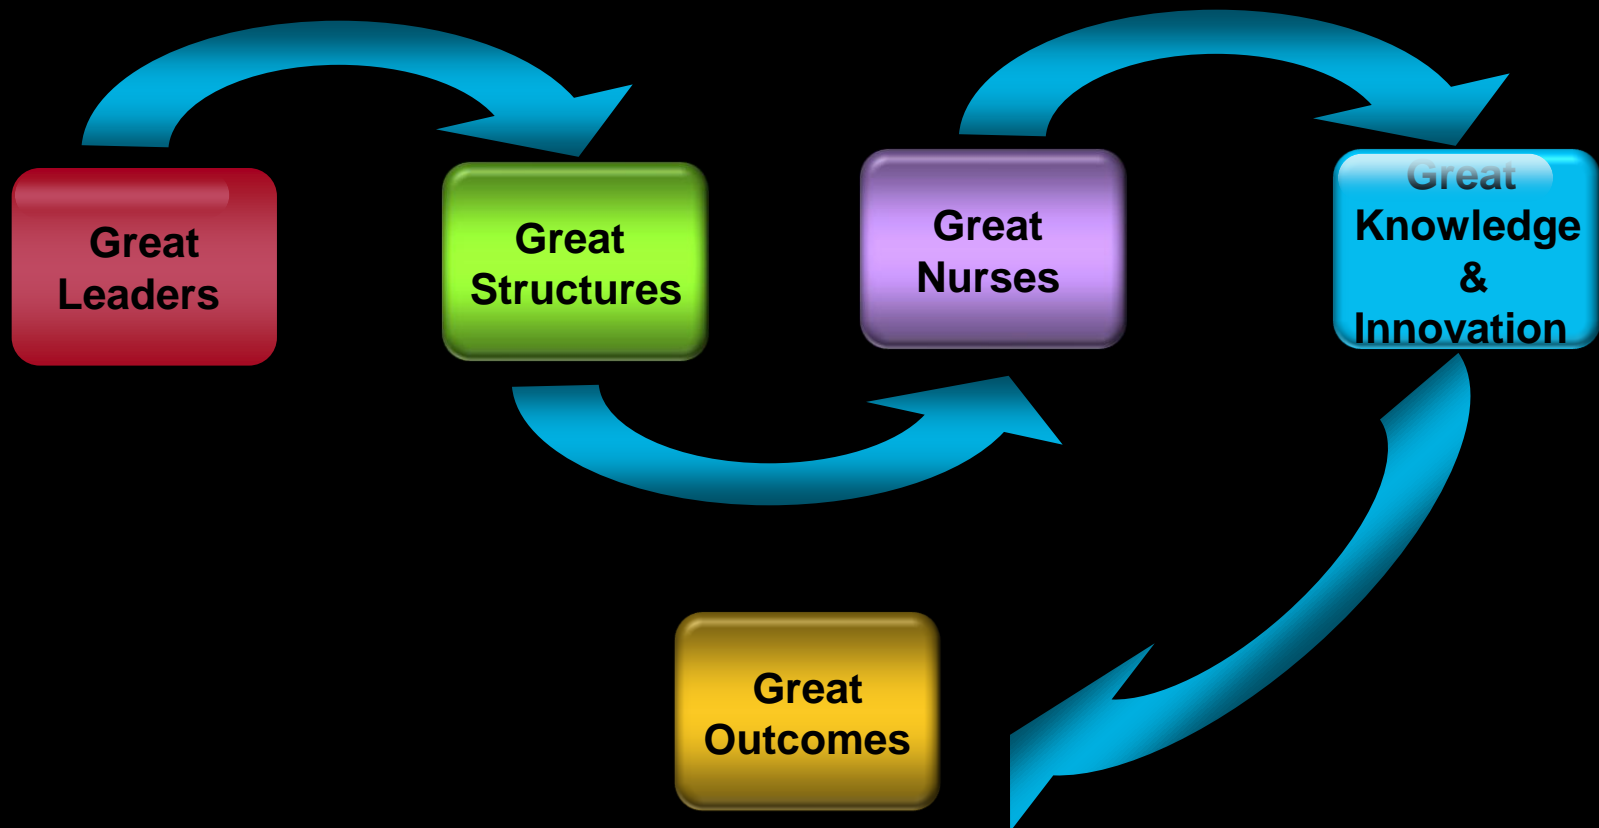 Great
Leaders
Great
Structures
Great
Nurses
Great
Knowledge
&
Innovation
Great
Outcomes